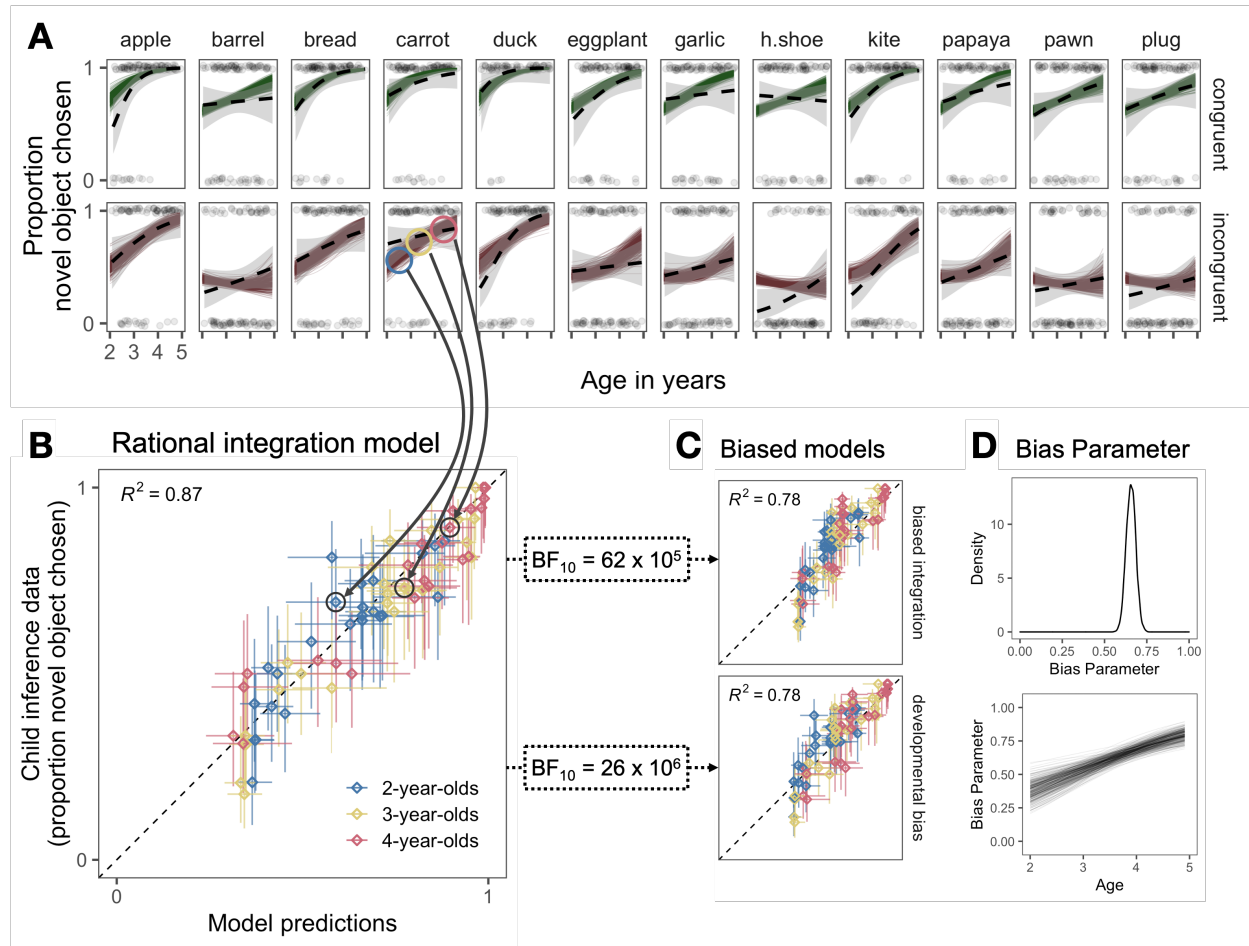 A
apple barrel bread carrot duck eggplant garlic h.shoe kite papaya pawn plug
1
0
congruent
Proportion
novel object chosen
1
0
incongruent
2 3 4 5
Age in years
B
Rational integration model
R² = 0.87
1
0
Child inference data
(proportion novel object chosen)
2-year-olds
3-year-olds
4-year-olds
0 1
Model predictions
BF₁₀ = 62 x 10⁵
BF₁₀ = 26 x 10⁶
C
Biased models
R² = 0.78
biased integration
R² = 0.78
developmental bias
D
Bias Parameter
Density
10
5
0
0.00 0.25 0.50 0.75 1.00
Bias Parameter
Bias Parameter
1.00
0.75
0.50
0.25
0.00
2 3 4 5
Age